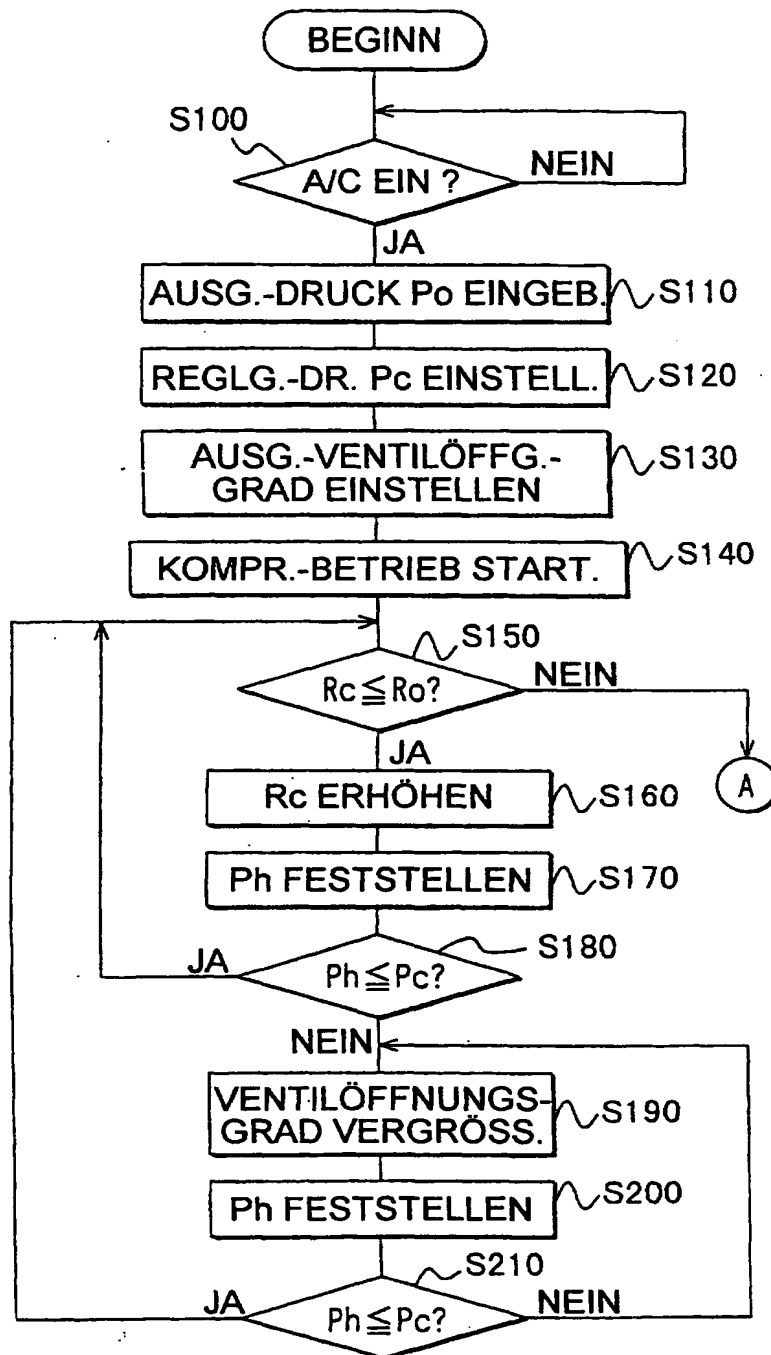 BEGINN
S100
A/C EIN ?
NEIN
JA
AUSG.-DRUCK Po EINGEB.
S110
REGLG.-DR. Pc EINSTELL.
S120
AUSG.-VENTILÖFFG.-
GRAD EINSTELLEN
S130
KOMPR.-BETRIEB START.
S140
S150
Rc≦Ro?
NEIN
JA
A
Rc ERHÖHEN
S160
Ph FESTSTELLEN
S170
S180
JA
Ph≦Pc?
NEIN
VENTILÖFFNUNGS-
GRAD VERGRÖSS.
S190
Ph FESTSTELLEN
S200
S210
JA
Ph≦Pc?
NEIN